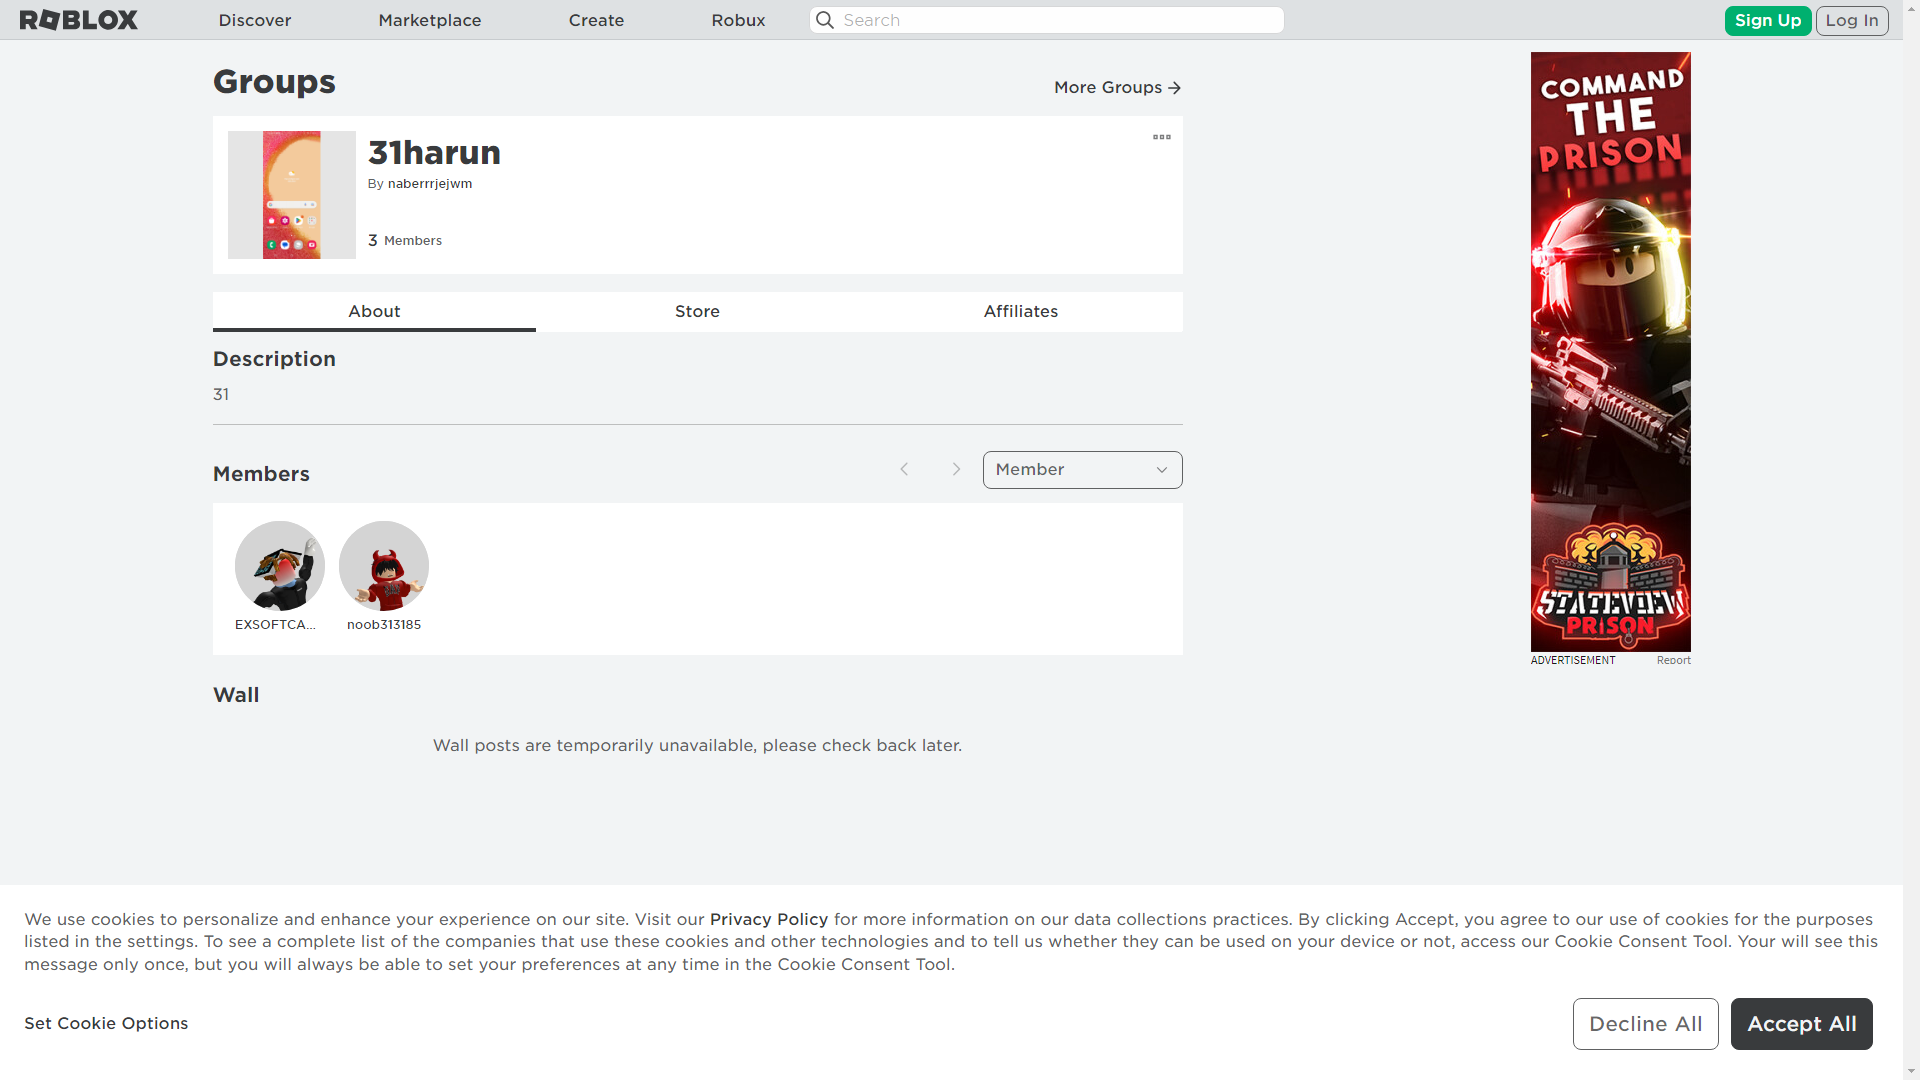 ROBLOX
Discover
Marketplace
Create
Robux
Search
Sign Up
Log In
Groups
More Groups
31harun
By naberrrjejwm
3 Members
About
Store
Affiliates
Description
31
Members
Member
EXSOFTCA...
noob313185
Wall
Wall posts are temporarily unavailable, please check back later.
COMMAND
THE
PRISON
STATEVIEW
PRISON
ADVERTISEMENT
Report
We use cookies to personalize and enhance your experience on our site. Visit our Privacy Policy for more information on our data collections practices. By clicking Accept, you agree to our use of cookies for the purposes
listed in the settings. To see a complete list of the companies that use these cookies and other technologies and to tell us whether they can be used on your device or not, access our Cookie Consent Tool. Your will see this
message only once, but you will always be able to set your preferences at any time in the Cookie Consent Tool.
Set Cookie Options
Decline All
Accept All